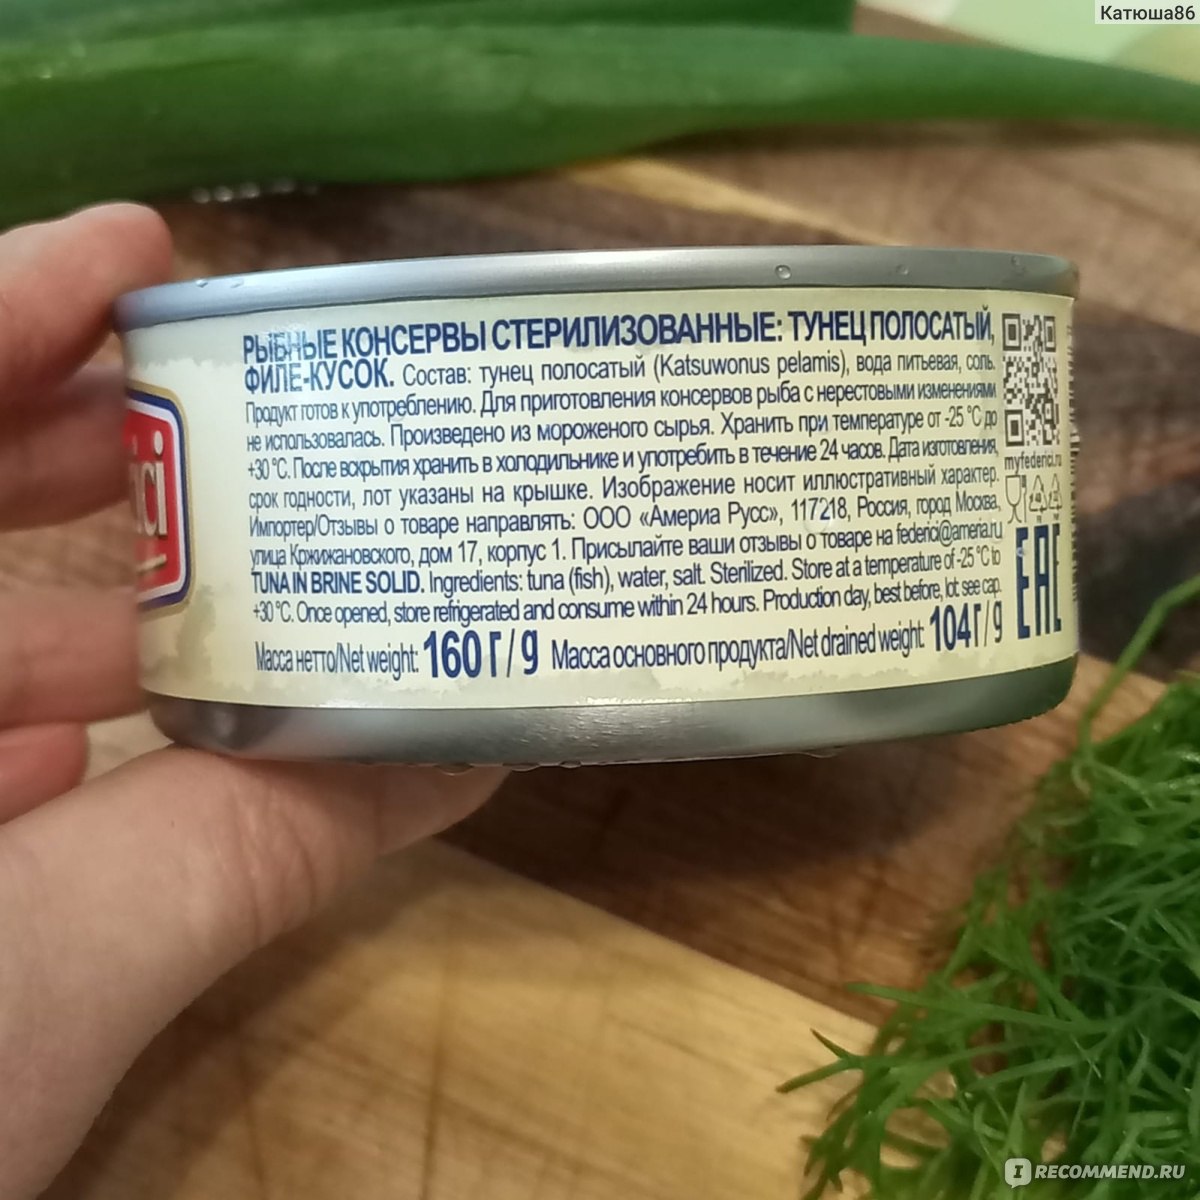 Катюша86
РЫБНЫЕ КОНСЕРВЫ СТЕРИЛИЗОВАННЫЕ: ТУНЕЦ ПОЛОСАТЫЙ,
ФИЛЕ-КУСОК. Состав: тунец полосатый (Katsuwonus pelamis), вода питьевая, соль.
Продукт готов к употреблению. Для приготовления консервов рыба с нерестовыми изменениями
не использовалась. Произведено из мороженого сырья. Хранить при температуре от -25 °C до
+30 °C. После вскрытия хранить в холодильнике и употребить в течение 24 часов. Дата изготовления,
срок годности, лот указаны на крышке. Изображение носит иллюстративный характер.
Импортер/Отзывы о товаре направлять: ООО «Америа Русс», 117218, Россия, город Москва,
улица Кржижановского, дом 17, корпус 1. Присылайте ваши отзывы о товаре на federici@ameria.ru
TUNA IN BRINE SOLID. Ingredients: tuna (fish), water, salt. Sterilized. Store at a temperature of -25 °C to
+30 °C. Once opened, store refrigerated and consume within 24 hours. Production day, best before, lot: see cap.
Масса нетто/Net weight: 160 Г/g Масса основного продукта/Net drained weight: 104 Г/g
myfederici.ru
EAC
ici
IRECOMMEND.RU